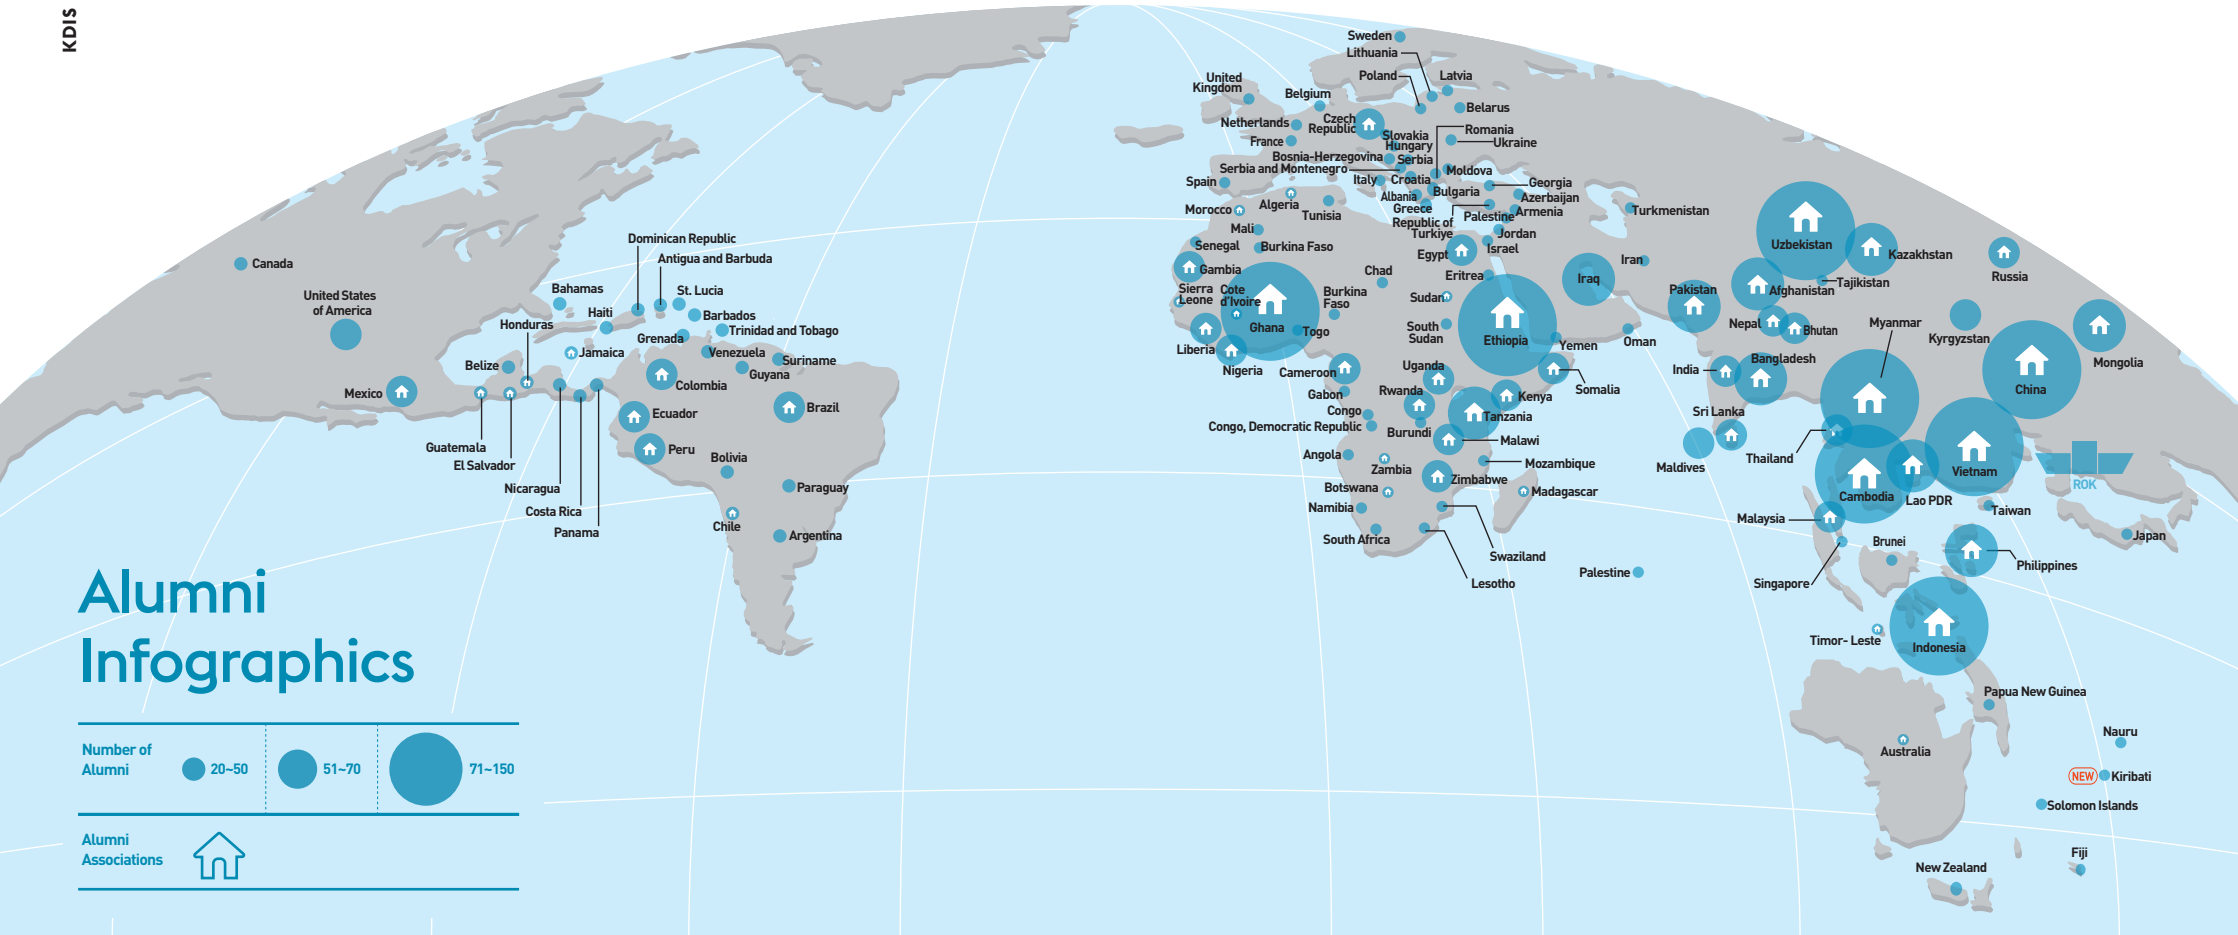 KDIS
Canada
United States
of America
Mexico
Dominican Republic
Antigua and Barbuda
Bahamas
St. Lucia
Haiti
Barbados
Honduras
Grenada
Trinidad and Tobago
Jamaica
Venezuela
Suriname
Belize
Guyana
Colombia
Ecuador
Brazil
Peru
Guatemala
El Salvador
Bolivia
Nicaragua
Paraguay
Costa Rica
Chile
Panama
Argentina
Sweden
Lithuania
Poland
Latvia
United
Kingdom
Belgium
Belarus
Netherlands
Czech
Republic
Romania
France
Slovakia
Ukraine
Hungary
Bosnia-Herzegovina
Serbia
Serbia and Montenegro
Moldova
Spain
Italy
Croatia
Georgia
Albania
Bulgaria
Azerbaijan
Morocco
Algeria
Greece
Armenia
Tunisia
Palestine
Republic of
Turkiye
Turkmenistan
Mali
Jordan
Senegal
Burkina Faso
Israel
Egypt
Iran
Gambia
Chad
Eritrea
Iraq
Sierra
Leone
Cote
d'Ivoire
Burkina
Faso
Sudan
Ghana
Togo
South
Sudan
Ethiopia
Yemen
Oman
Liberia
Nigeria
Cameroon
Uganda
Somalia
Gabon
Rwanda
Kenya
Congo
Tanzania
Congo, Democratic Republic
Burundi
Malawi
Angola
Zambia
Mozambique
Botswana
Zimbabwe
Madagascar
Namibia
South Africa
Swaziland
Lesotho
Palestine
Uzbekistan
Kazakhstan
Russia
Pakistan
Afghanistan
Tajikistan
Nepal
Bhutan
Myanmar
Kyrgyzstan
Mongolia
Bangladesh
India
China
Sri Lanka
Maldives
Thailand
Vietnam
ROK
Cambodia
Lao PDR
Malaysia
Taiwan
Brunei
Japan
Singapore
Philippines
Timor- Leste
Indonesia
Papua New Guinea
Australia
Nauru
NEW
Kiribati
Solomon Islands
Fiji
New Zealand
Alumni
Infographics
Number of
Alumni
20~50
51~70
71~150
Alumni
Associations